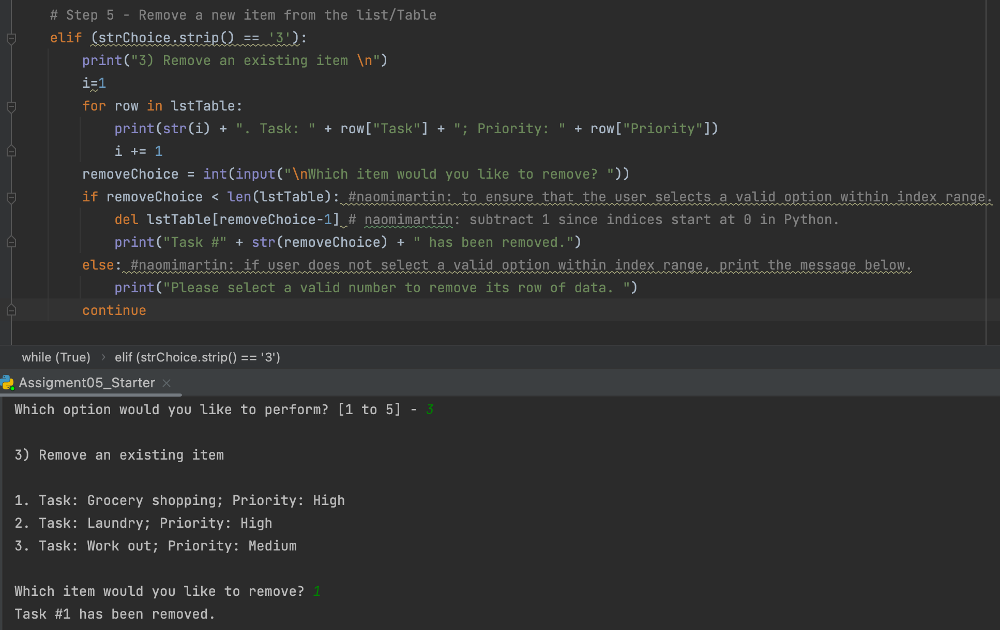 # Step 5 - Remove a new item from the list/Table
elif (strChoice.strip() == '3'):
print("3) Remove an existing item \n")
i=1
for row in lstTable:
print(str(i) + ". Task: " + row["Task"] + "; Priority: " + row["Priority"])
i += 1
removeChoice = int(input("\nWhich item would you like to remove? "))
if removeChoice < len(lstTable): #naomimartin: to ensure that the user selects a valid option within index range.
del lstTable[removeChoice-1] # naomimartin: subtract 1 since indices start at 0 in Python.
print("Task #" + str(removeChoice) + " has been removed.")
else: #naomimartin: if user does not select a valid option within index range, print the message below.
print("Please select a valid number to remove its row of data. ")
continue
while (True) › elif (strChoice.strip() == '3')
Assigment05_Starter ×
Which option would you like to perform? [1 to 5] - 3
3) Remove an existing item
1. Task: Grocery shopping; Priority: High
2. Task: Laundry; Priority: High
3. Task: Work out; Priority: Medium
Which item would you like to remove? 1
Task #1 has been removed.